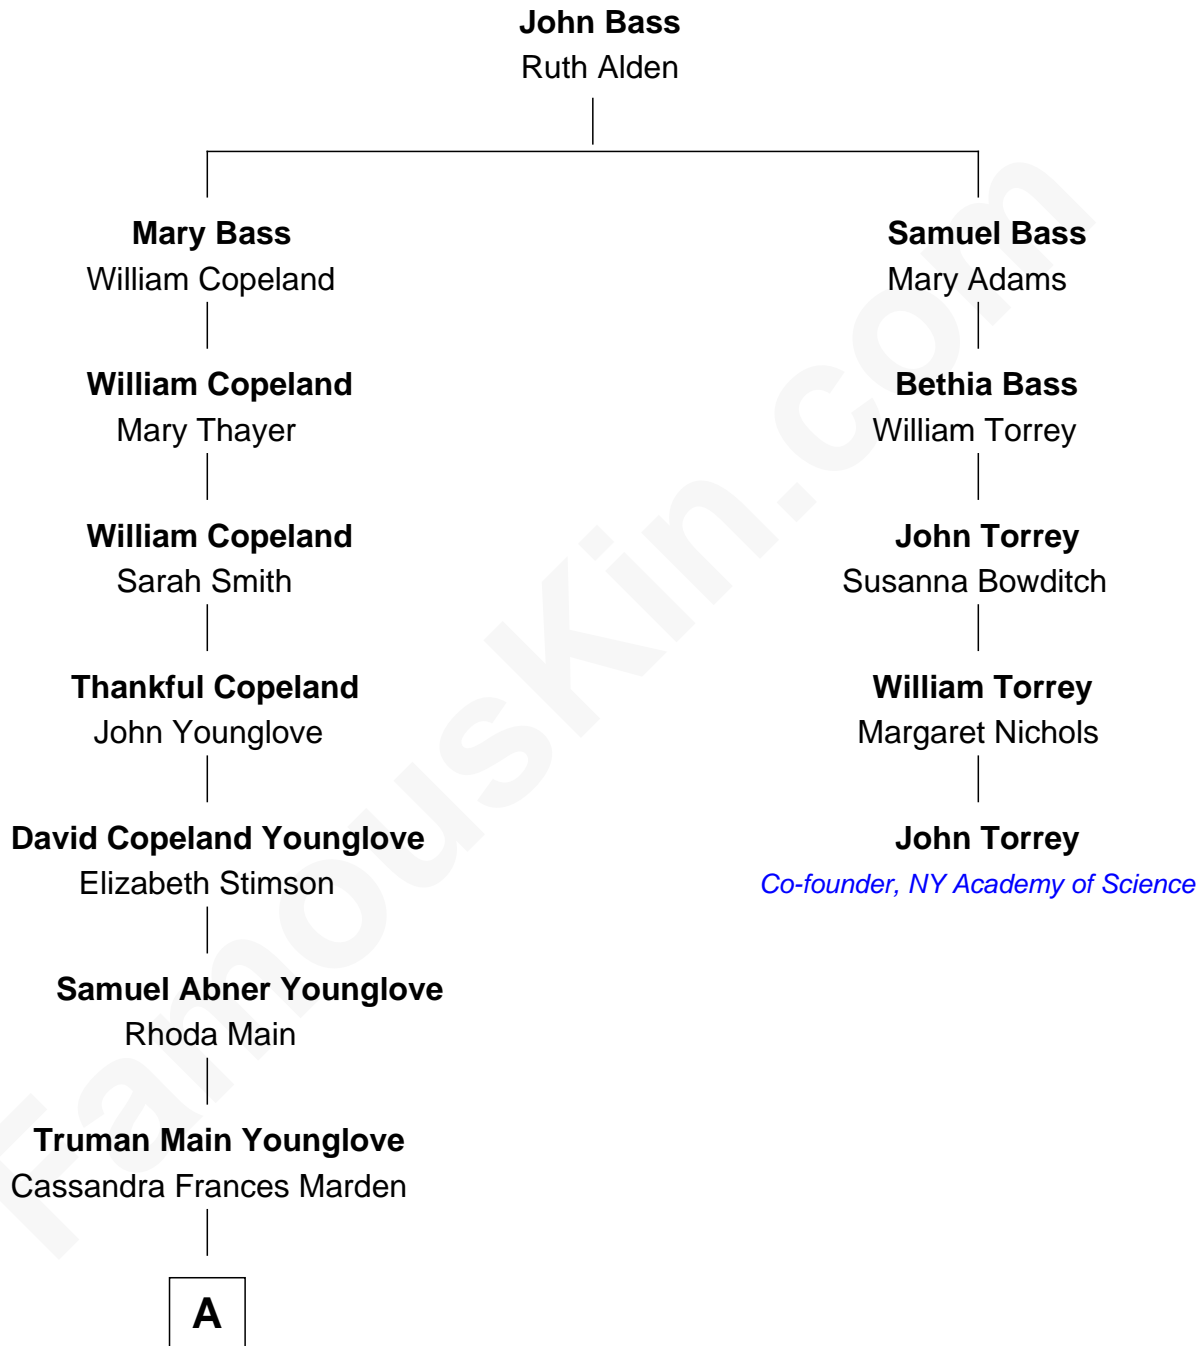 John Bass
Ruth Alden
Mary Bass
William Copeland
William Copeland
Mary Thayer
William Copeland
Sarah Smith
Thankful Copeland
John Younglove
David Copeland Younglove
Elizabeth Stimson
Samuel Abner Younglove
Rhoda Main
Truman Main Younglove
Cassandra Frances Marden
A
Samuel Bass
Mary Adams
Bethia Bass
William Torrey
John Torrey
Susanna Bowditch
William Torrey
Margaret Nichols
John Torrey
Co-founder, NY Academy of Science
FamousKin.com